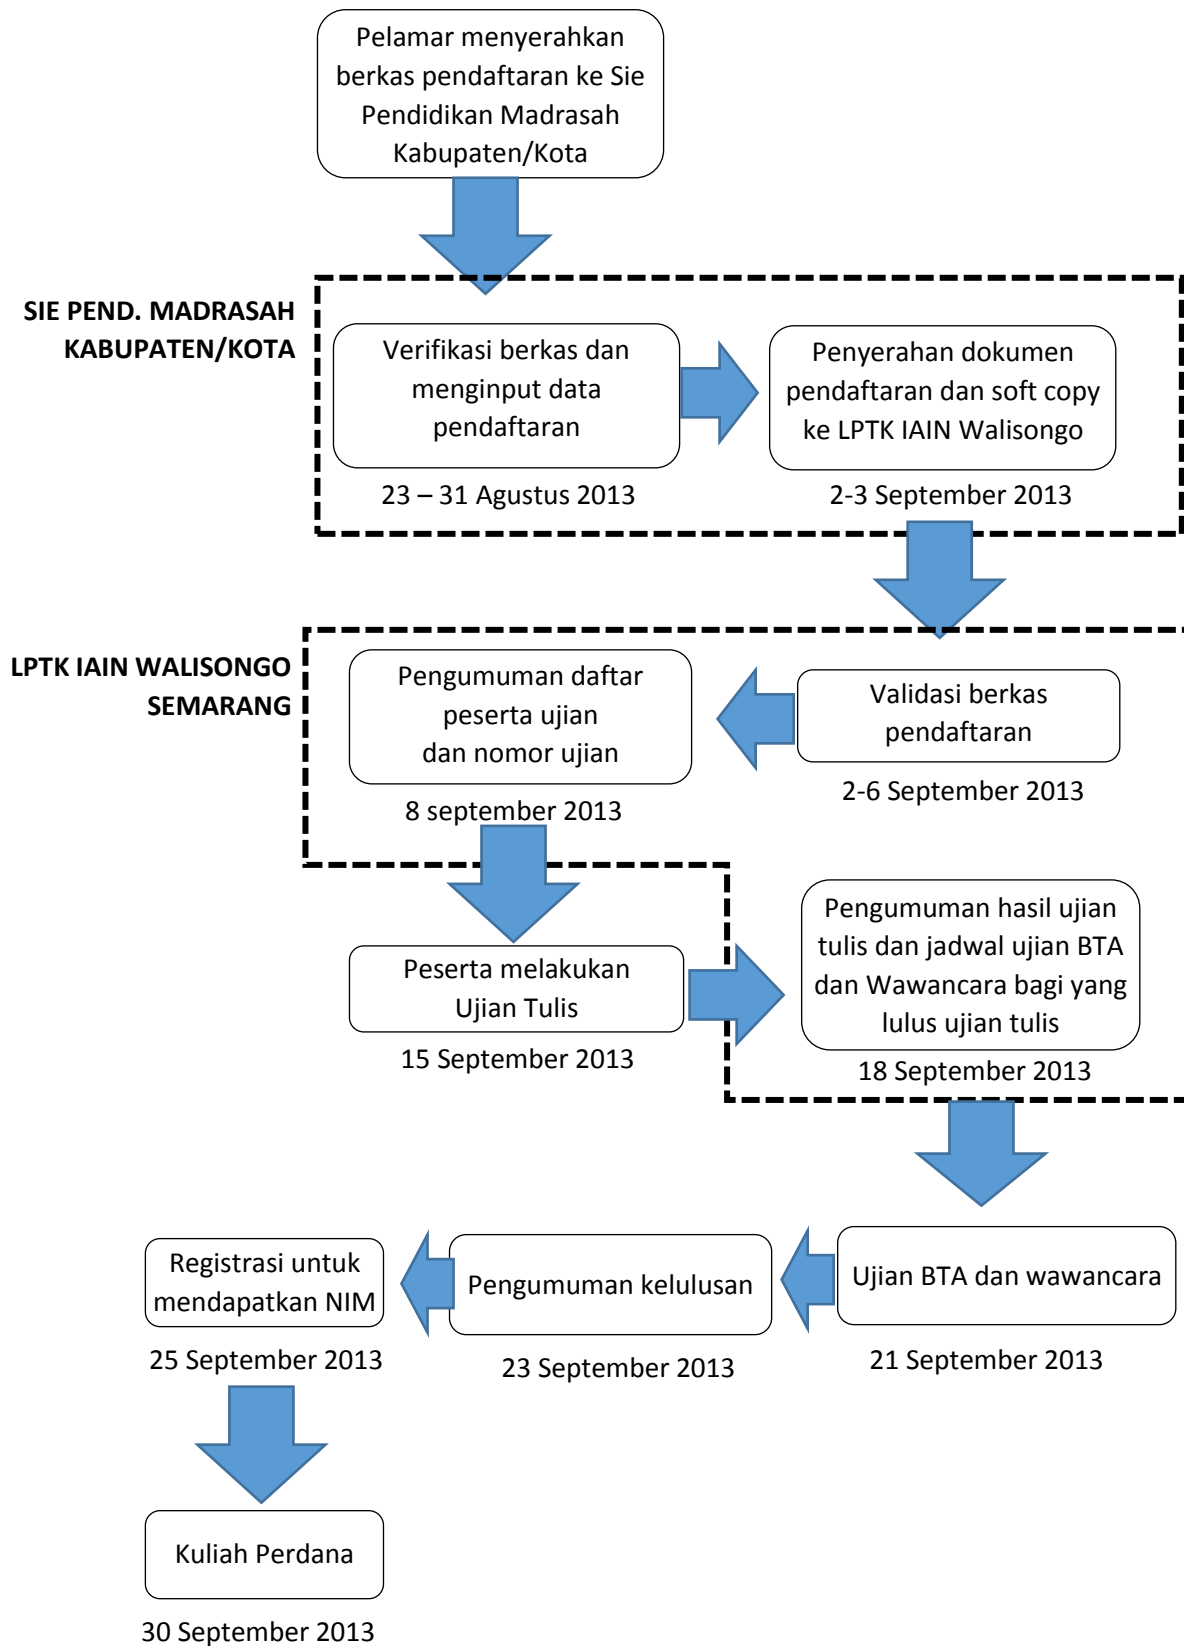 Pelamar menyerahkan
berkas pendaftaran ke Sie
Pendidikan Madrasah
Kabupaten/Kota
SIE PEND. MADRASAH
KABUPATEN/KOTA
Verifikasi berkas dan
menginput data
pendaftaran
23 – 31 Agustus 2013
Penyerahan dokumen
pendaftaran dan soft copy
ke LPTK IAIN Walisongo
2-3 September 2013
LPTK IAIN WALISONGO
SEMARANG
Validasi berkas
pendaftaran
2-6 September 2013
Pengumuman daftar
peserta ujian
dan nomor ujian
8 september 2013
Peserta melakukan
Ujian Tulis
15 September 2013
Pengumuman hasil ujian
tulis dan jadwal ujian BTA
dan Wawancara bagi yang
lulus ujian tulis
18 September 2013
Ujian BTA dan wawancara
21 September 2013
Pengumuman kelulusan
23 September 2013
Registrasi untuk
mendapatkan NIM
25 September 2013
Kuliah Perdana
30 September 2013